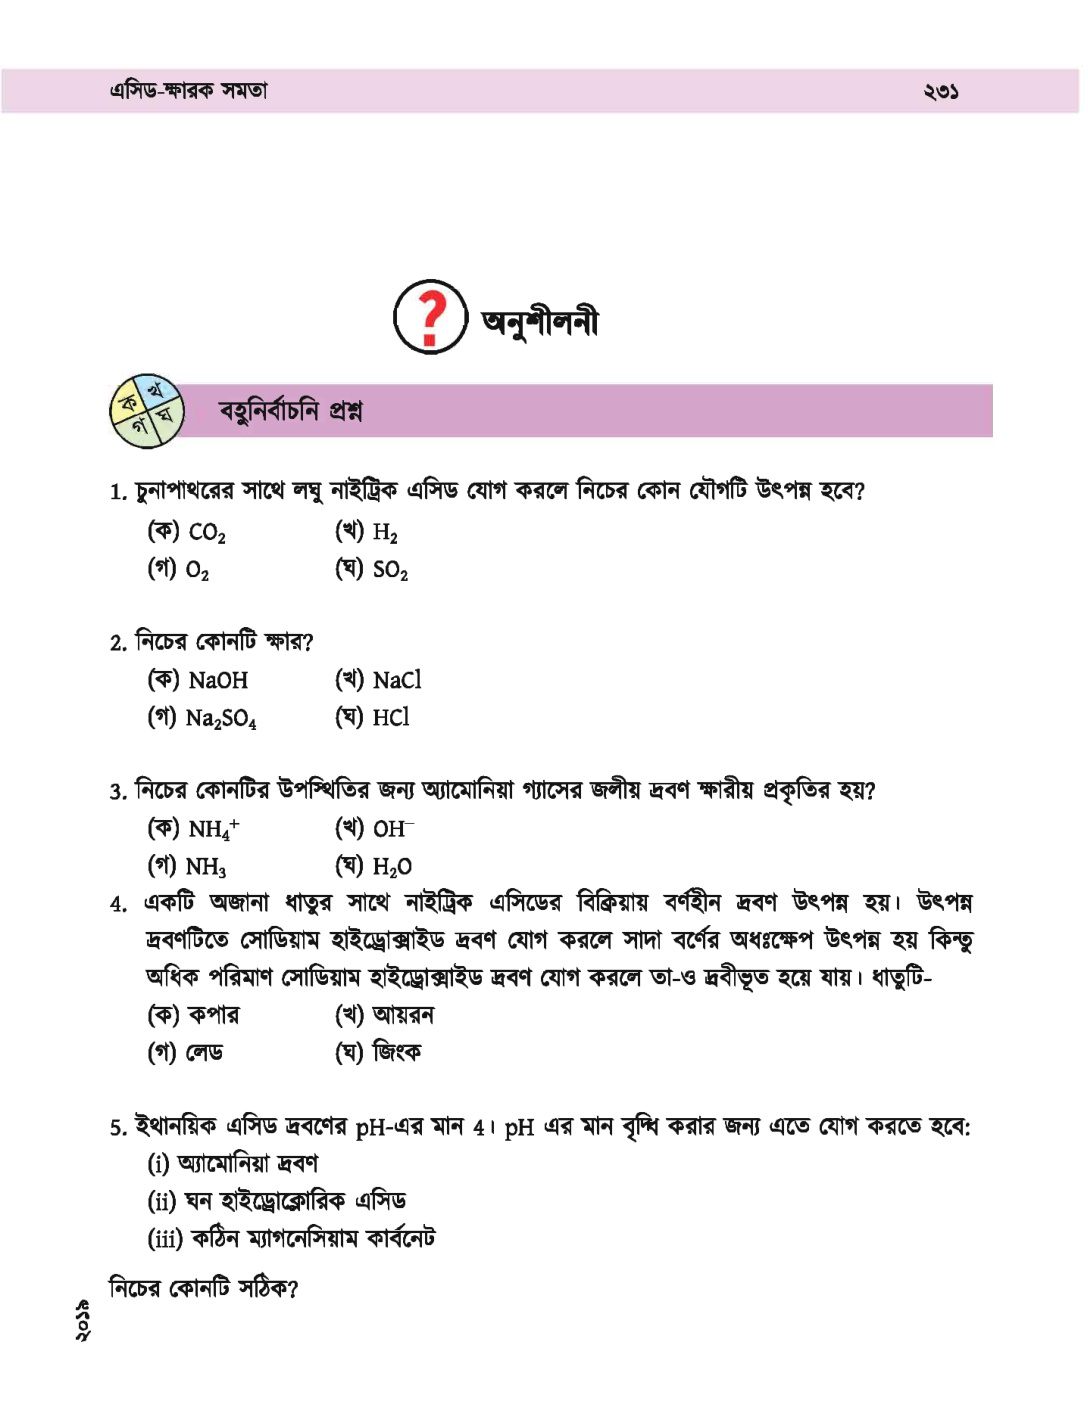 এসিড-ক্ষারক সমতা ২৩১
? অনুশীলনী
ক খ গ ঘ
বহুনির্বাচনি প্রশ্ন
1. চুনাপাথরের সাথে লঘু নাইট্রিক এসিড যোগ করলে নিচের কোন যৌগটি উৎপন্ন হবে?
(ক) CO₂ (খ) H₂
(গ) O₂ (ঘ) SO₂
2. নিচের কোনটি ক্ষার?
(ক) NaOH (খ) NaCl
(গ) Na₂SO₄ (ঘ) HCl
3. নিচের কোনটির উপস্থিতির জন্য অ্যামোনিয়া গ্যাসের জলীয় দ্রবণ ক্ষারীয় প্রকৃতির হয়?
(ক) NH₄⁺ (খ) OH⁻
(গ) NH₃ (ঘ) H₂O
4. একটি অজানা ধাতুর সাথে নাইট্রিক এসিডের বিক্রিয়ায় বর্ণহীন দ্রবণ উৎপন্ন হয়। উৎপন্ন
দ্রবণটিতে সোডিয়াম হাইড্রোক্সাইড দ্রবণ যোগ করলে সাদা বর্ণের অধঃক্ষেপ উৎপন্ন হয় কিন্তু
অধিক পরিমাণ সোডিয়াম হাইড্রোক্সাইড দ্রবণ যোগ করলে তা-ও দ্রবীভূত হয়ে যায়। ধাতুটি-
(ক) কপার (খ) আয়রন
(গ) লেড (ঘ) জিংক
5. ইথানয়িক এসিড দ্রবণের pH-এর মান 4। pH এর মান বৃদ্ধি করার জন্য এতে যোগ করতে হবে:
(i) অ্যামোনিয়া দ্রবণ
(ii) ঘন হাইড্রোক্লোরিক এসিড
(iii) কঠিন ম্যাগনেসিয়াম কার্বনেট
নিচের কোনটি সঠিক?
২০১৯